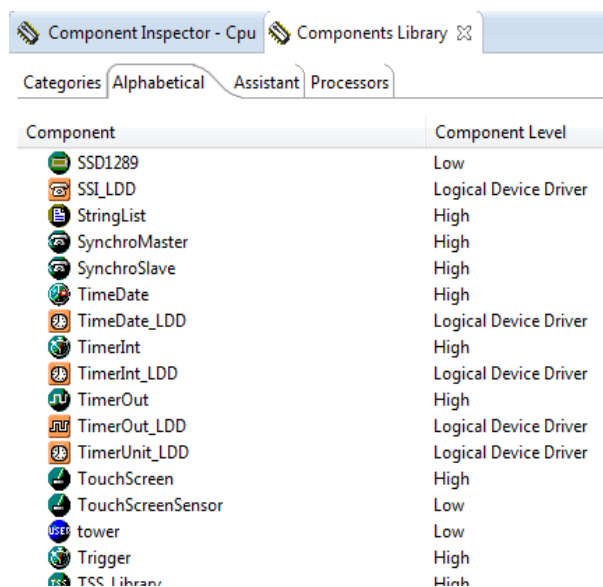 Component Inspector - Cpu Components Library
Categories Alphabetical Assistant Processors
Component Component Level
SSD1289 Low
SSI_LDD Logical Device Driver
StringList High
SynchroMaster High
SynchroSlave High
TimeDate High
TimeDate_LDD Logical Device Driver
TimerInt High
TimerInt_LDD Logical Device Driver
TimerOut High
TimerOut_LDD Logical Device Driver
TimerUnit_LDD Logical Device Driver
TouchScreen High
TouchScreenSensor Low
USER tower Low
Trigger High
TSS TSS_Library High